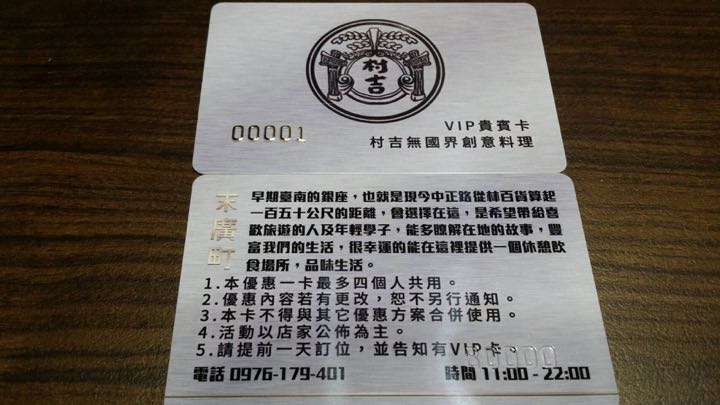 村吉
VIP貴賓卡
00001
村吉無國界創意料理
末廣町
早期臺南的銀座，也就是現今中正路從林百貨算起
一百五十公尺的距離，會選擇在這，是希望帶給喜
歡旅遊的人及年輕學子，能多瞭解在地的故事，豐
富我們的生活，很幸運的能在這裡提供一個休憩飲
食場所，品味生活。
1.本優惠一卡最多四個人共用。
2.優惠內容若有更改，恕不另行通知。
3.本卡不得與其它優惠方案合併使用。
4.活動以店家公佈為主。
5.請提前一天訂位，並告知有VIP卡。
電話 0976-179-401
時間 11:00 - 22:00